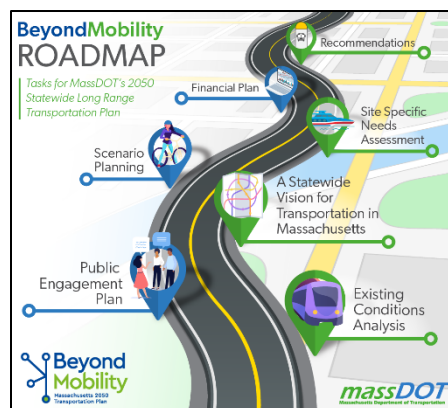 BeyondMobility
ROADMAP
Tasks for MassDOT's 2050
Statewide Long Range
Transportation Plan
Recommendations
Financial Plan
Site Specific
Needs
Assessment
Scenario
Planning
A Statewide
Vision for
Transportation in
Massachusetts
Public
Engagement
Plan
Existing
Conditions
Analysis
Beyond
Mobility
Massachusetts 2050
Transportation Plan
massDOT
Massachusetts Department of Transportation